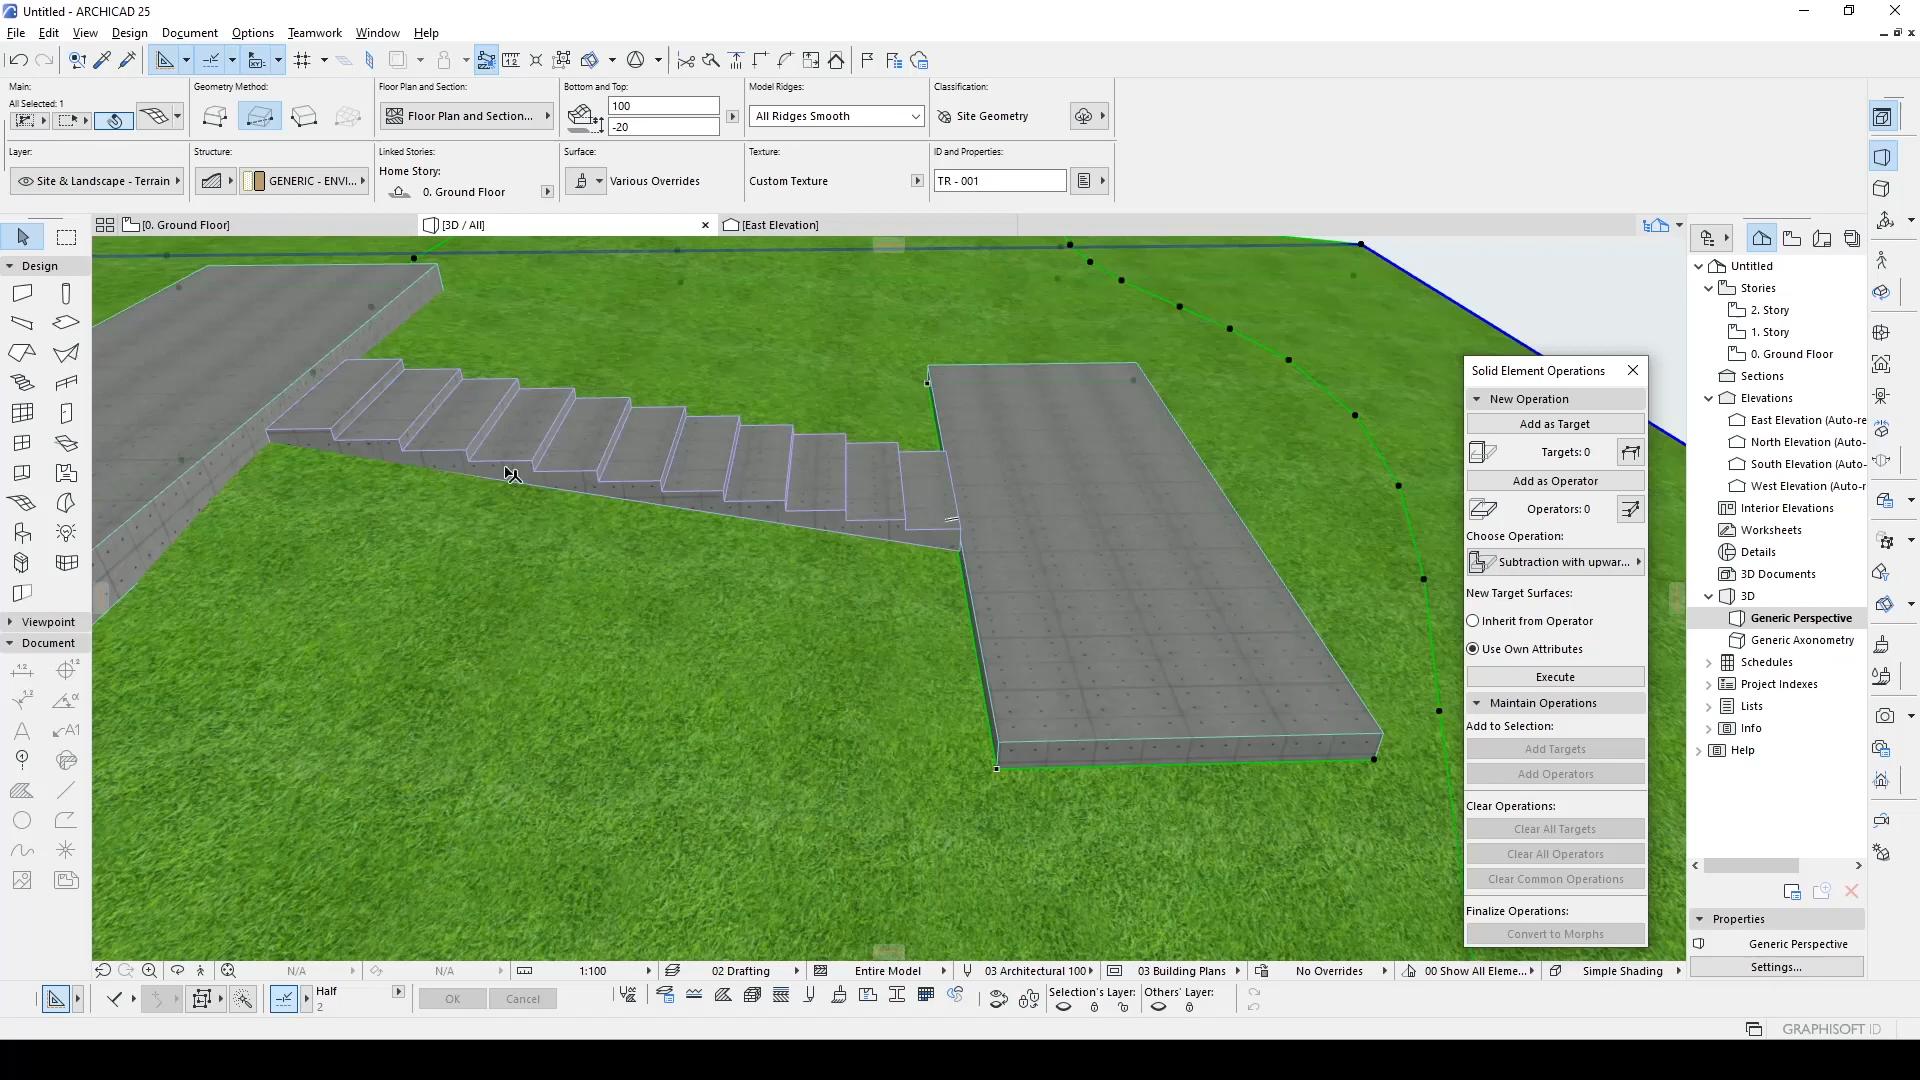 Untitled - ARCHICAD 25
File Edit View Design Document Options Teamwork Window Help
Main: Geometry Method: Floor Plan and Section: Bottom and Top: Model Ridges: Classification:
All Selected: 1
Floor Plan and Section... 100 All Ridges Smooth Site Geometry
-20
Layer: Structure: Linked Stories: Surface: Texture: ID and Properties:
Home Story:
Site & Landscape - Terrain GENERIC - ENVI... 0. Ground Floor Various Overrides Custom Texture TR - 001
[0. Ground Floor] [3D / All] [East Elevation]
Design
Viewpoint
Document
Solid Element Operations
New Operation
Add as Target
Targets: 0
Add as Operator
Operators: 0
Choose Operation:
Subtraction with upwar...
New Target Surfaces:
Inherit from Operator
Use Own Attributes
Execute
Maintain Operations
Add to Selection:
Add Targets
Add Operators
Clear Operations:
Clear All Targets
Clear All Operators
Clear Common Operations
Finalize Operations:
Convert to Morphs
Untitled
Stories
2. Story
1. Story
0. Ground Floor
Sections
Elevations
East Elevation (Auto-re
North Elevation (Auto-
South Elevation (Auto-
West Elevation (Auto-r
Interior Elevations
Worksheets
Details
3D Documents
3D
Generic Perspective
Generic Axonometry
Schedules
Project Indexes
Lists
Info
Help
Properties
Generic Perspective
Settings...
N/A N/A 1:100 02 Drafting Entire Model 03 Architectural 100 03 Building Plans No Overrides 00 Show All Eleme... Simple Shading
Half
2
OK Cancel
Selection's Layer: Others' Layer:
GRAPHISOFT ID